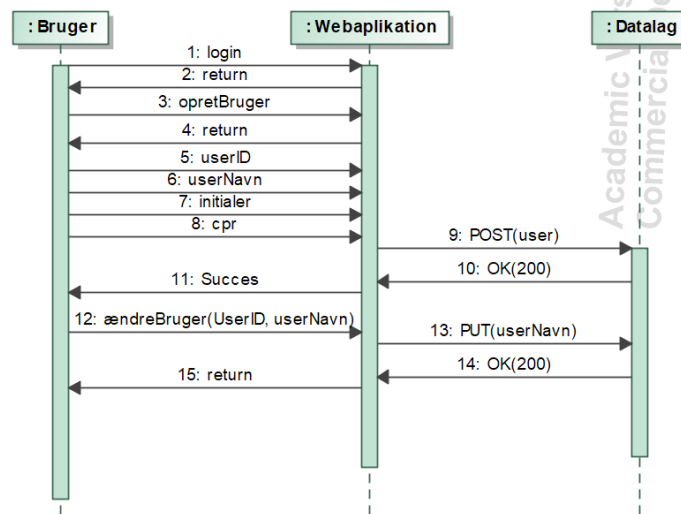 : Bruger
: Webaplikation
: Datalag
1: login
2: return
3: opretBruger
4: return
5: userID
6: userNavn
7: initialer
8: cpr
9: POST(user)
10: OK(200)
11: Succes
12: ændreBruger(UserID, userNavn)
13: PUT(userNavn)
14: OK(200)
15: return
Academic
Commercia